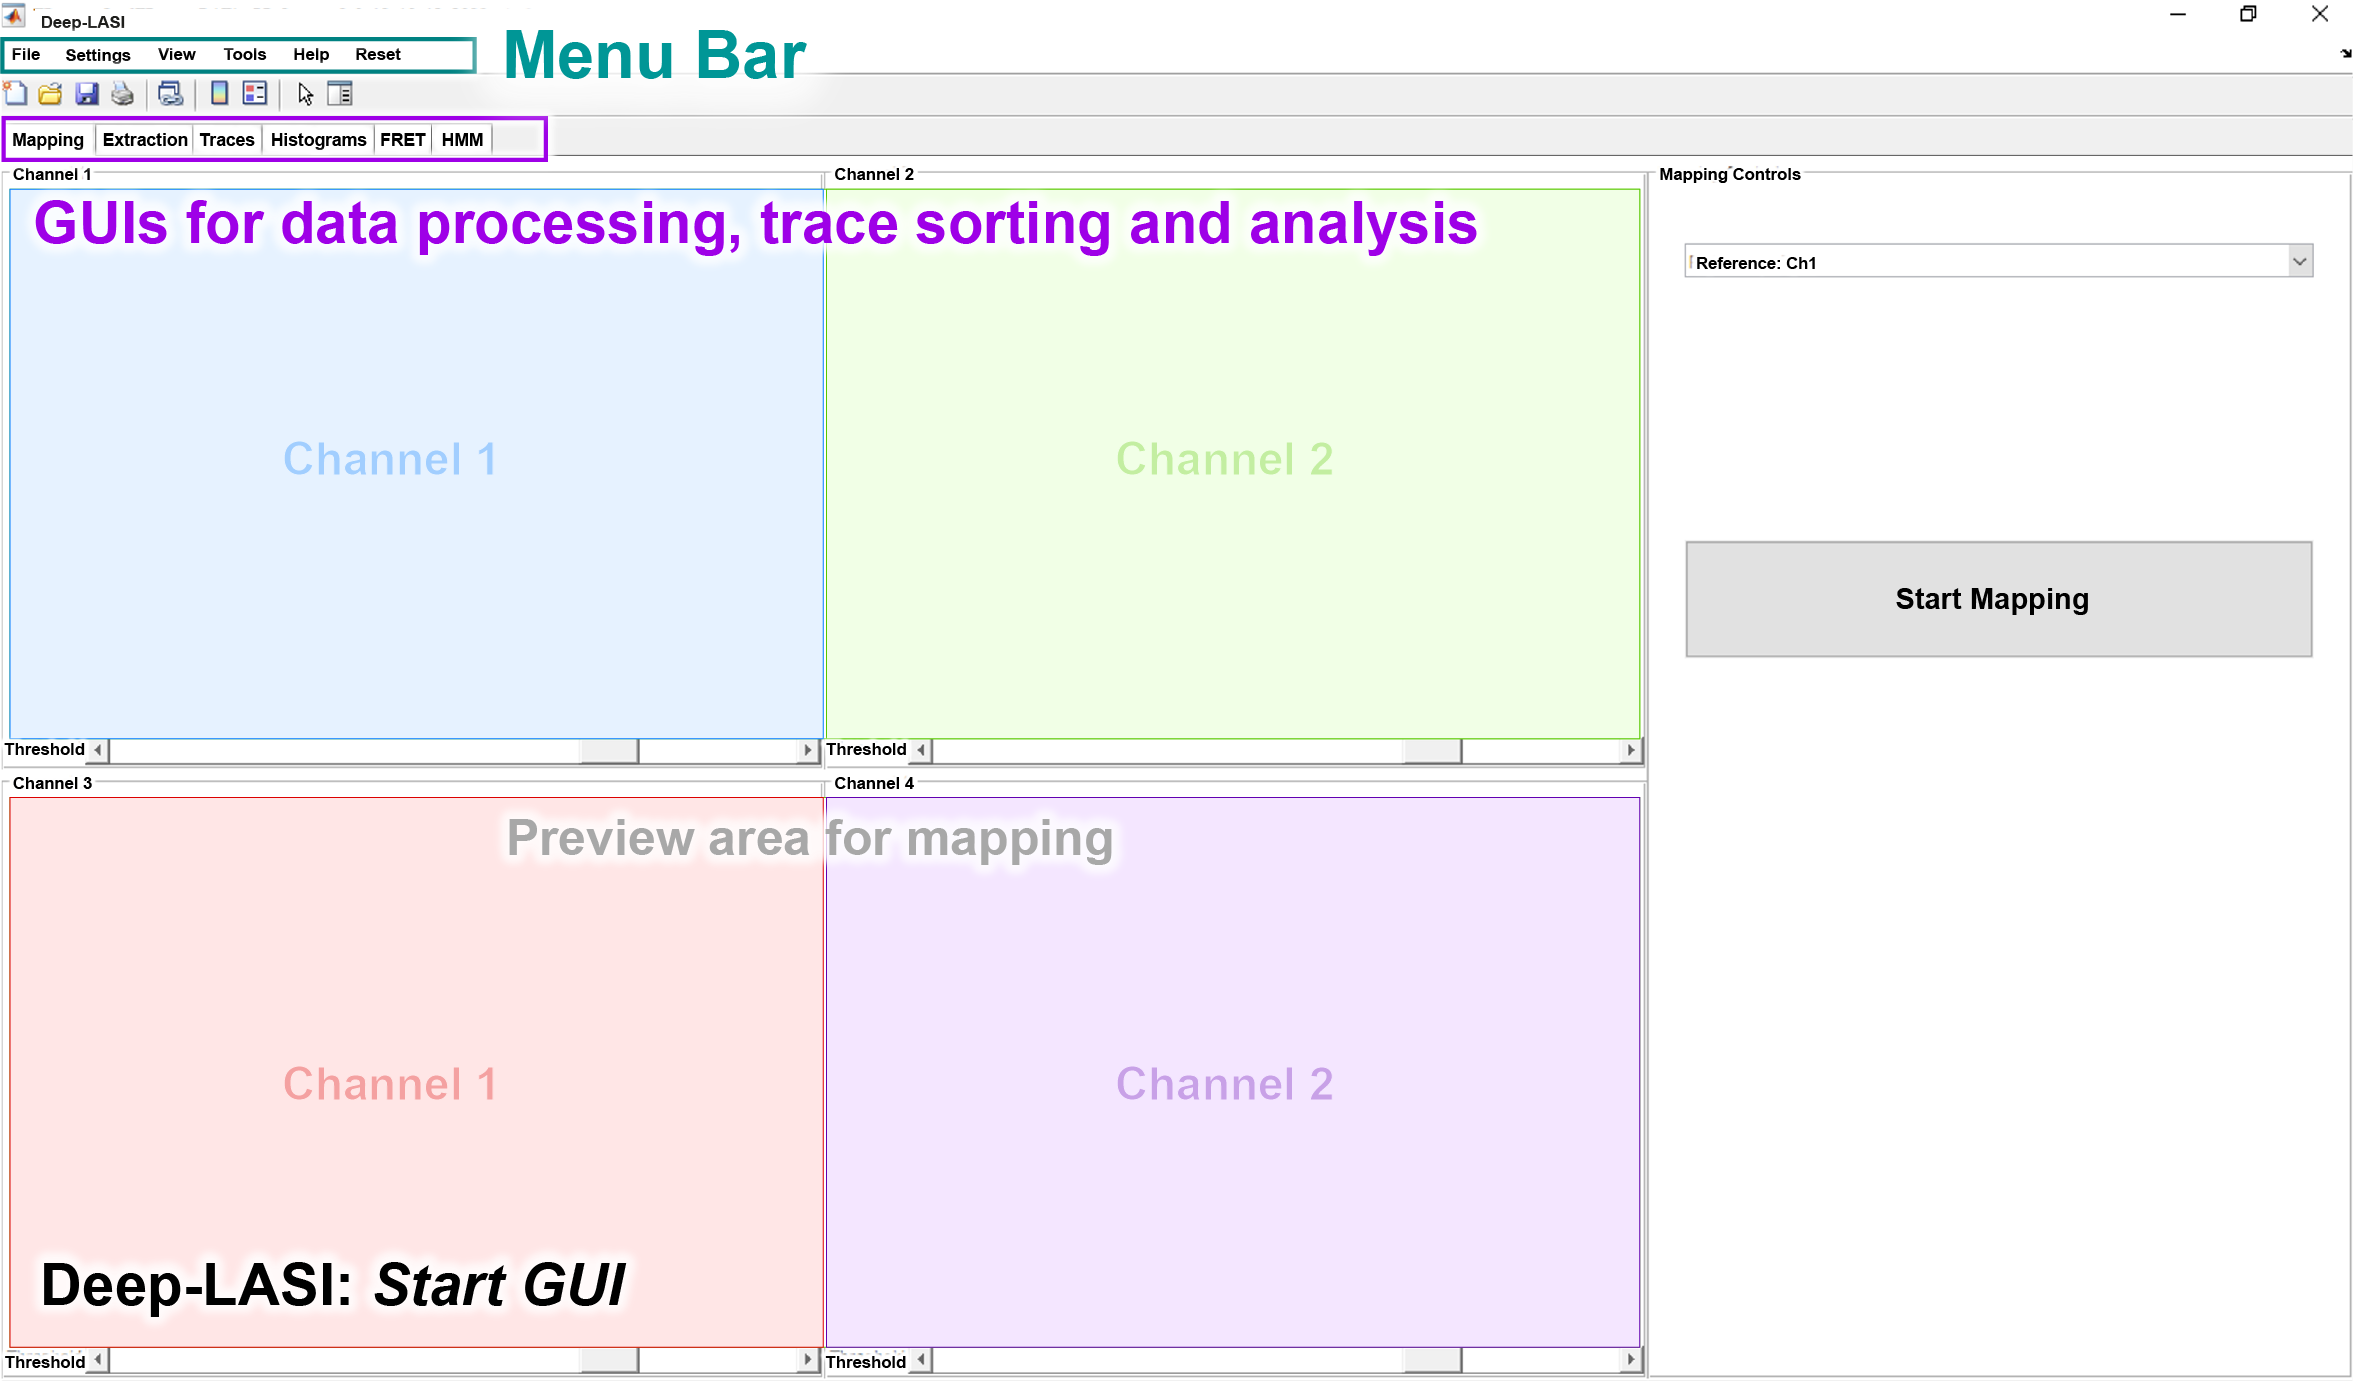 Deep-LASI
File Settings View Tools Help Reset
Menu Bar
Mapping Extraction Traces Histograms FRET HMM
Channel 1
Channel 2
Mapping Controls
GUIs for data processing, trace sorting and analysis
Reference: Ch1
Channel 1
Channel 2
Start Mapping
Threshold
Threshold
Channel 3
Channel 4
Preview area for mapping
Channel 1
Channel 2
Deep-LASI: Start GUI
Threshold
Threshold